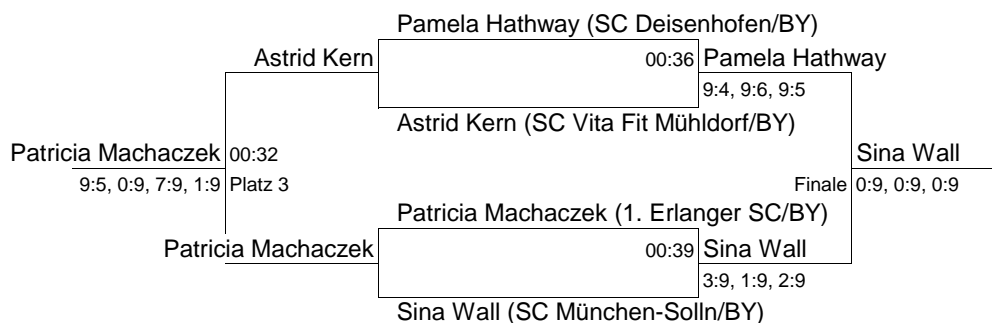 Pamela Hathway (SC Deisenhofen/BY)
Astrid Kern
00:36 Pamela Hathway
9:4, 9:6, 9:5
Astrid Kern (SC Vita Fit Mühldorf/BY)
Patricia Machaczek 00:32
Sina Wall
9:5, 0:9, 7:9, 1:9 Platz 3
Finale 0:9, 0:9, 0:9
Patricia Machaczek (1. Erlanger SC/BY)
Patricia Machaczek
00:39 Sina Wall
3:9, 1:9, 2:9
Sina Wall (SC München-Solln/BY)